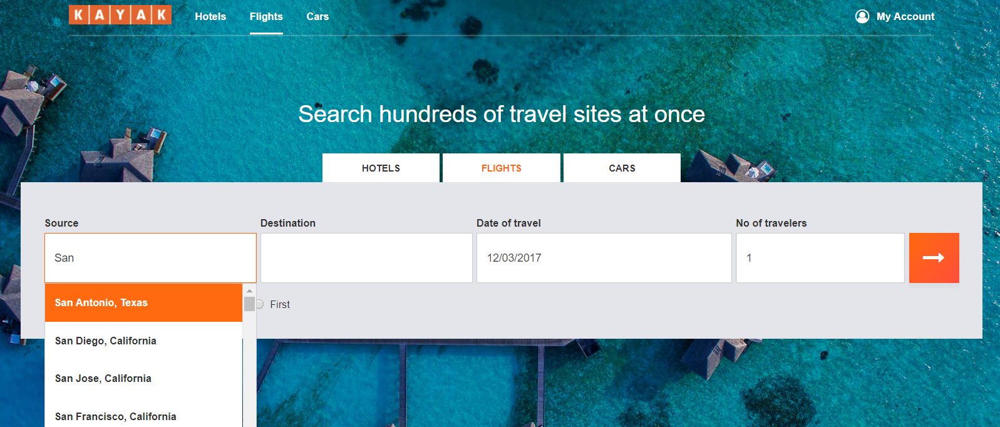 KAYAK Hotels Flights Cars My Account
Search hundreds of travel sites at once
HOTELS FLIGHTS CARS
Source Destination Date of travel No of travelers
San 12/03/2017 1
San Antonio, Texas First
San Diego, California
San Jose, California
San Francisco, California